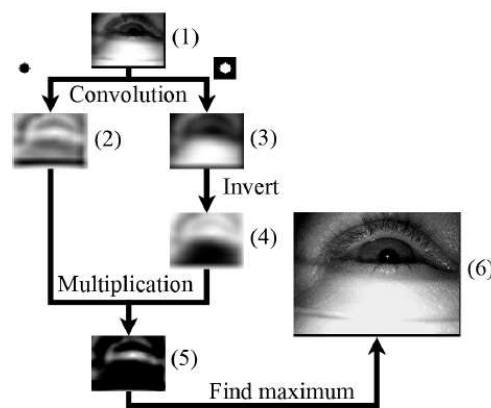 (1)
Convolution
(2)
(3)
Invert
(4)
(6)
Multiplication
(5)
Find maximum